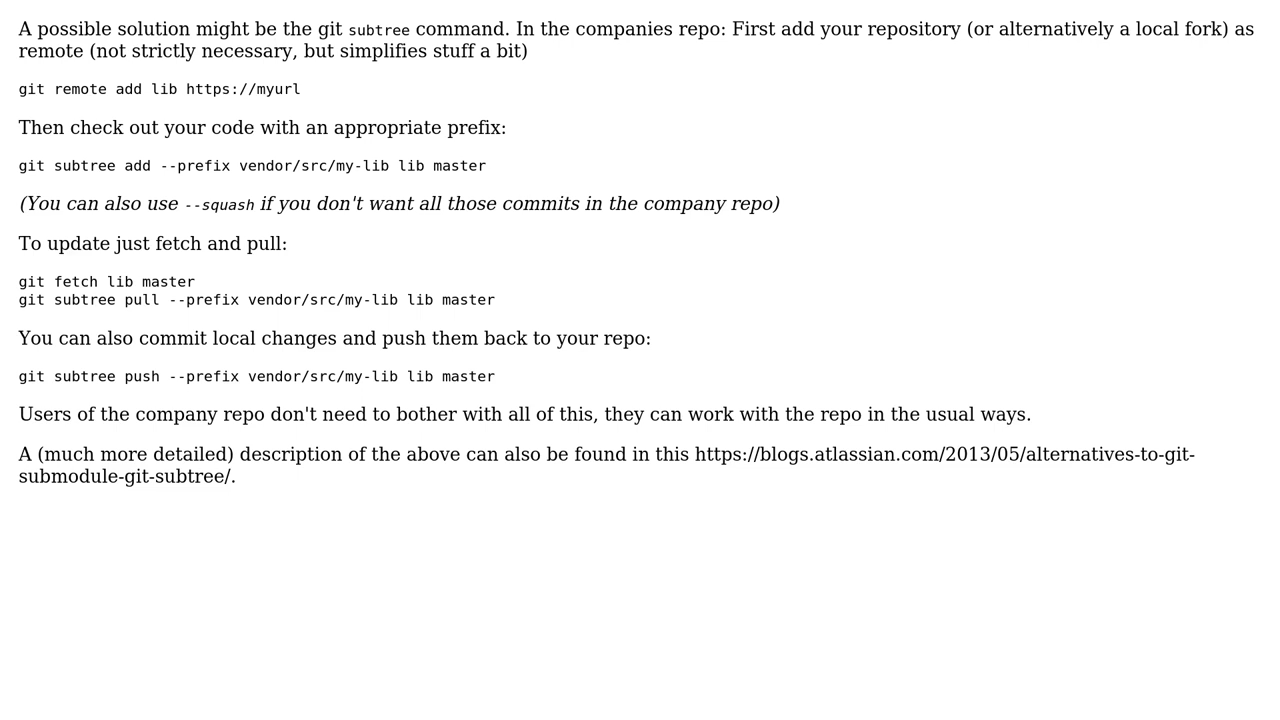 A possible solution might be the git subtree command. In the companies repo: First add your repository (or alternatively a local fork) as
remote (not strictly necessary, but simplifies stuff a bit)
git remote add lib https://myurl
Then check out your code with an appropriate prefix:
git subtree add --prefix vendor/src/my-lib lib master
(You can also use --squash if you don't want all those commits in the company repo)
To update just fetch and pull:
git fetch lib master
git subtree pull --prefix vendor/src/my-lib lib master
You can also commit local changes and push them back to your repo:
git subtree push --prefix vendor/src/my-lib lib master
Users of the company repo don't need to bother with all of this, they can work with the repo in the usual ways.
A (much more detailed) description of the above can also be found in this https://blogs.atlassian.com/2013/05/alternatives-to-git-
submodule-git-subtree/.